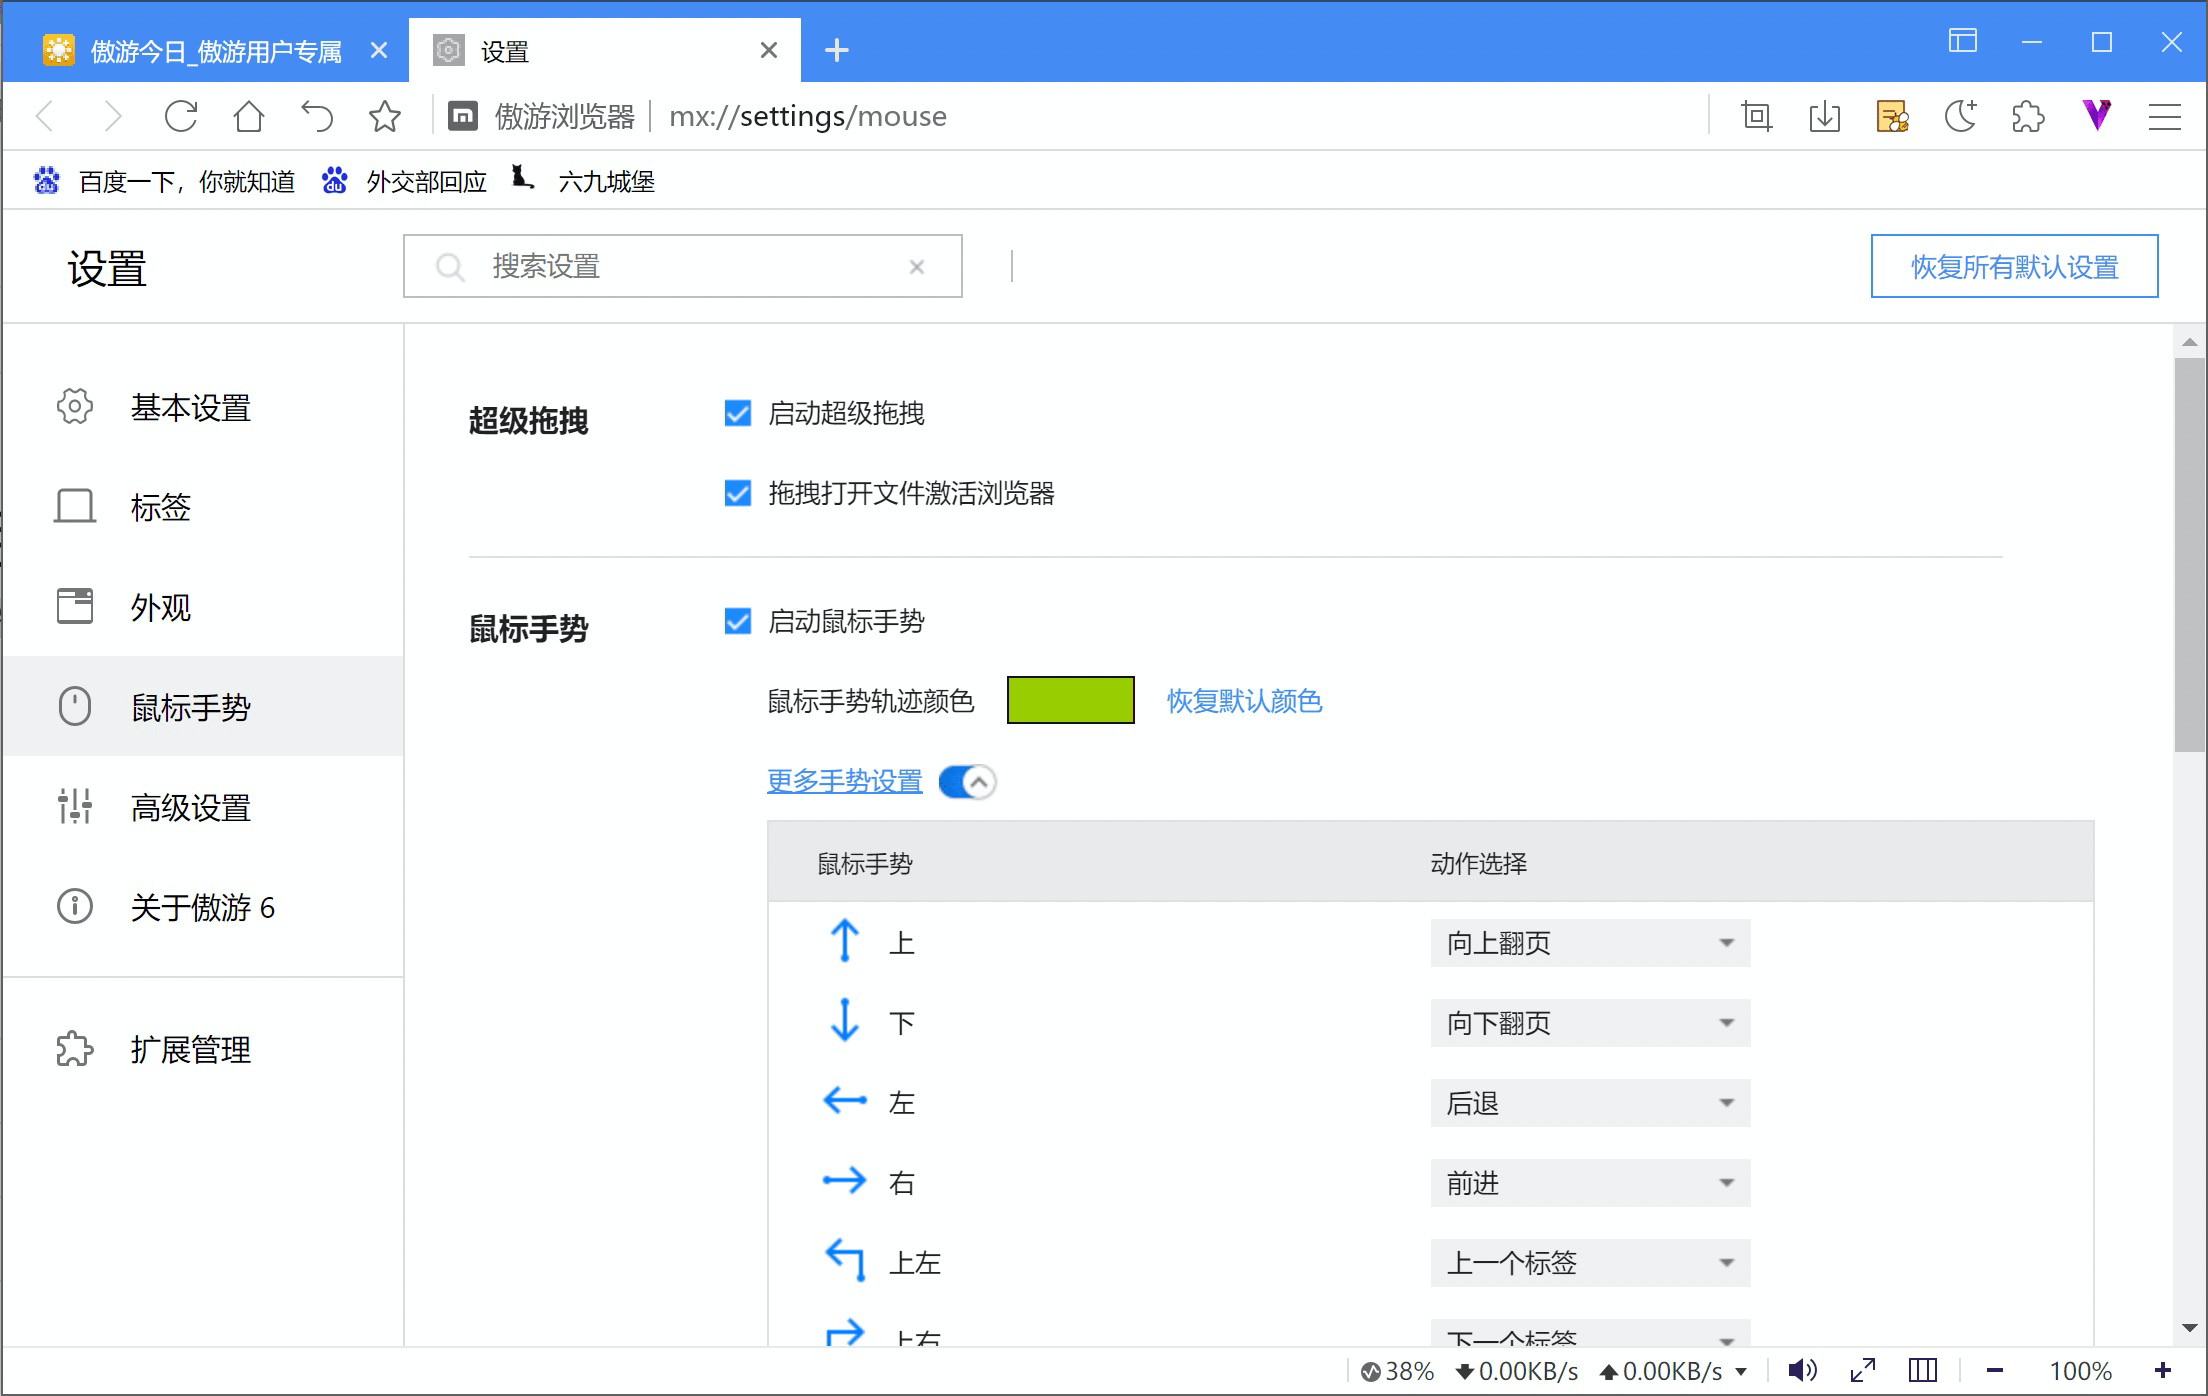 傲游今日_傲游用户专属
设置
傲游浏览器 mx://settings/mouse
百度一下，你就知道 外交部回应 六九城堡
设置
搜索设置
恢复所有默认设置
基本设置
标签
外观
鼠标手势
高级设置
关于傲游 6
扩展管理
超级拖拽
启动超级拖拽
拖拽打开文件激活浏览器
鼠标手势
启动鼠标手势
鼠标手势轨迹颜色
恢复默认颜色
更多手势设置
鼠标手势 动作选择
上 向上翻页
下 向下翻页
左 后退
右 前进
上左 上一个标签
上右 下一个标签
38% 0.00KB/s 0.00KB/s 100%